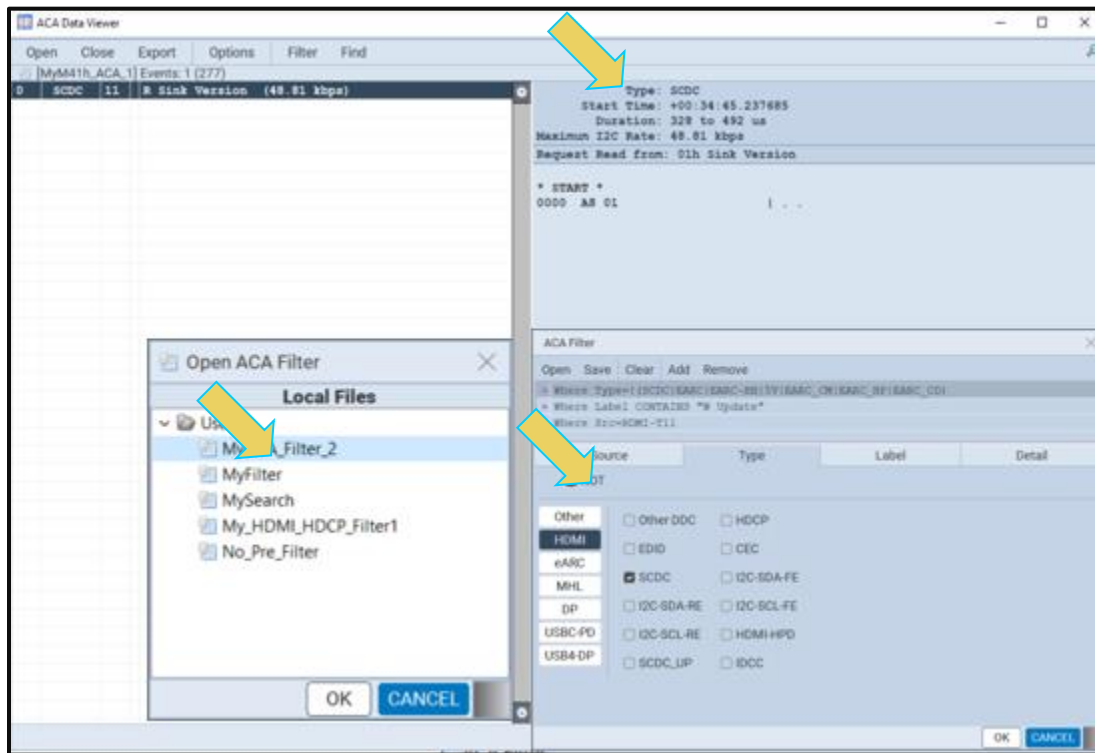 ACA Data Viewer
Open Close Export Options Filter Find
[MyM41h_ACA_1] Events: 1 (277)
0 SCDC 11 R Sink Version (48.81 kbps)
Type: SCDC
Start Time: +00:34:45.237685
Duration: 328 to 492 us
Maximum I2C Rate: 48.81 kbps
Request Read from: 01h Sink Version
* START *
0000 A8 01 | . .
Open ACA Filter
Local Files
MyFilter
MySearch
My_HDMI_HDCP_Filter1
No_Pre_Filter
OK CANCEL
ACA Filter
Open Save Clear Add Remove
Where Label CONTAINS "W Update"
Where Src=HDMI-T11
Type Label Detail
Other
HDMI
eARC
MHL
DP
USBC-PD
USB4-DP
Other DDC HDCP
EDID CEC
SCDC I2C-SDA-FE
I2C-SDA-RE I2C-SCL-FE
I2C-SCL-RE HDMI-HPD
SCDC_UP IDCC
OK CANCEL